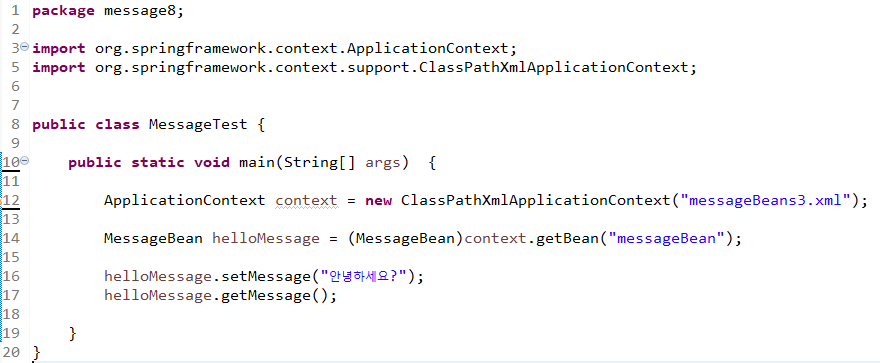 1 package message8;
2
3 import org.springframework.context.ApplicationContext;
5 import org.springframework.context.support.ClassPathXmlApplicationContext;
6
7
8 public class MessageTest {
9
10     public static void main(String[] args)  {
11
12         ApplicationContext context = new ClassPathXmlApplicationContext("messageBeans3.xml");
13
14         MessageBean helloMessage = (MessageBean)context.getBean("messageBean");
15
16         helloMessage.setMessage("안녕하세요?");
17         helloMessage.getMessage();
18
19     }
20 }